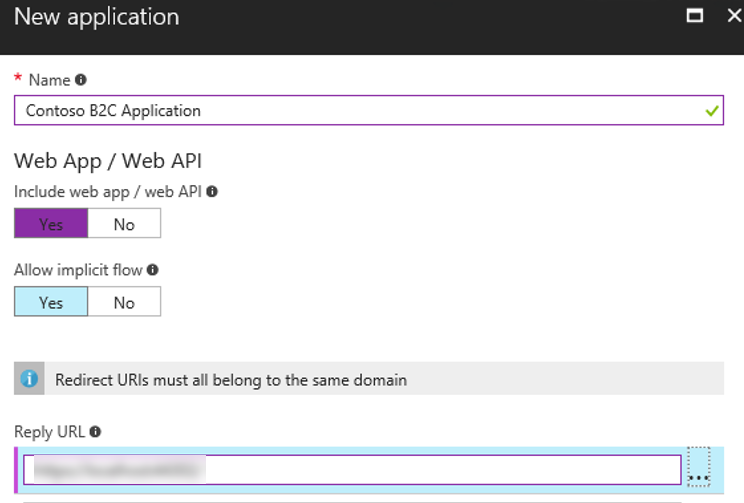 New application
* Name
Contoso B2C Application
Web App / Web API
Include web app / web API
Yes No
Allow implicit flow
Yes No
Redirect URIs must all belong to the same domain
Reply URL
...